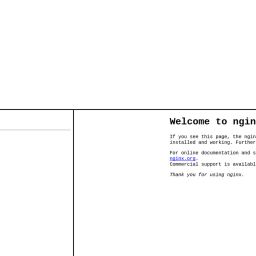 Welcome to ngin
If you see this page, the ngin
installed and working. Further
For online documentation and s
nginx.org.
Commercial support is availabl
Thank you for using nginx.